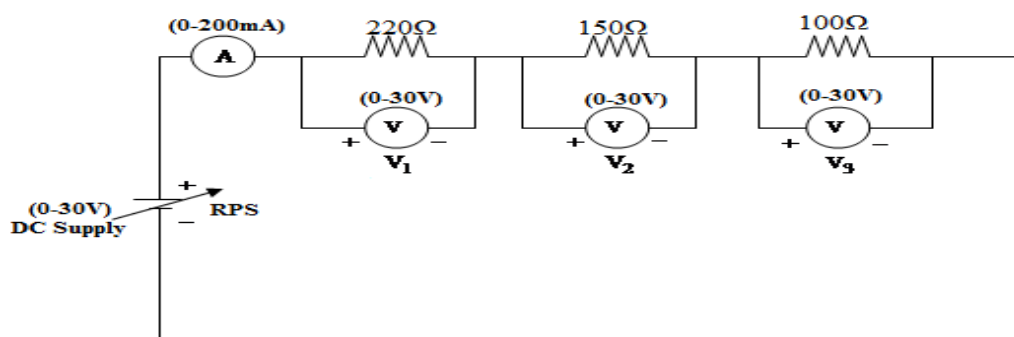 (0-200mA)
220Ω
150Ω
100Ω
A
(0-30V)
(0-30V)
(0-30V)
+ V −
+ V −
+ V −
V1
V2
V3
+
(0-30V)
RPS
DC Supply
−